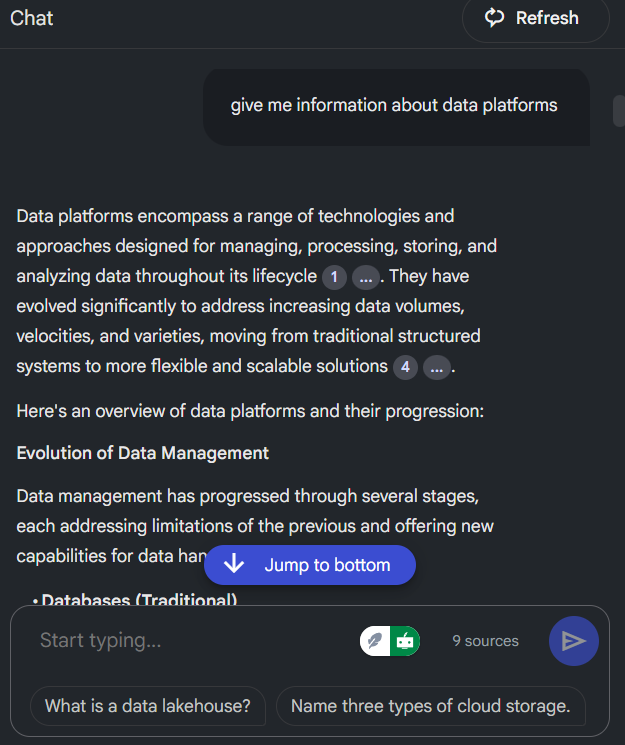 Chat
Refresh
give me information about data platforms
Data platforms encompass a range of technologies and
approaches designed for managing, processing, storing, and
analyzing data throughout its lifecycle 1 ... . They have
evolved significantly to address increasing data volumes,
velocities, and varieties, moving from traditional structured
systems to more flexible and scalable solutions 4 ... .
Here's an overview of data platforms and their progression:
Evolution of Data Management
Data management has progressed through several stages,
each addressing limitations of the previous and offering new
capabilities for data han
Jump to bottom
• Databases (Traditional)
Start typing...
9 sources
What is a data lakehouse?
Name three types of cloud storage.